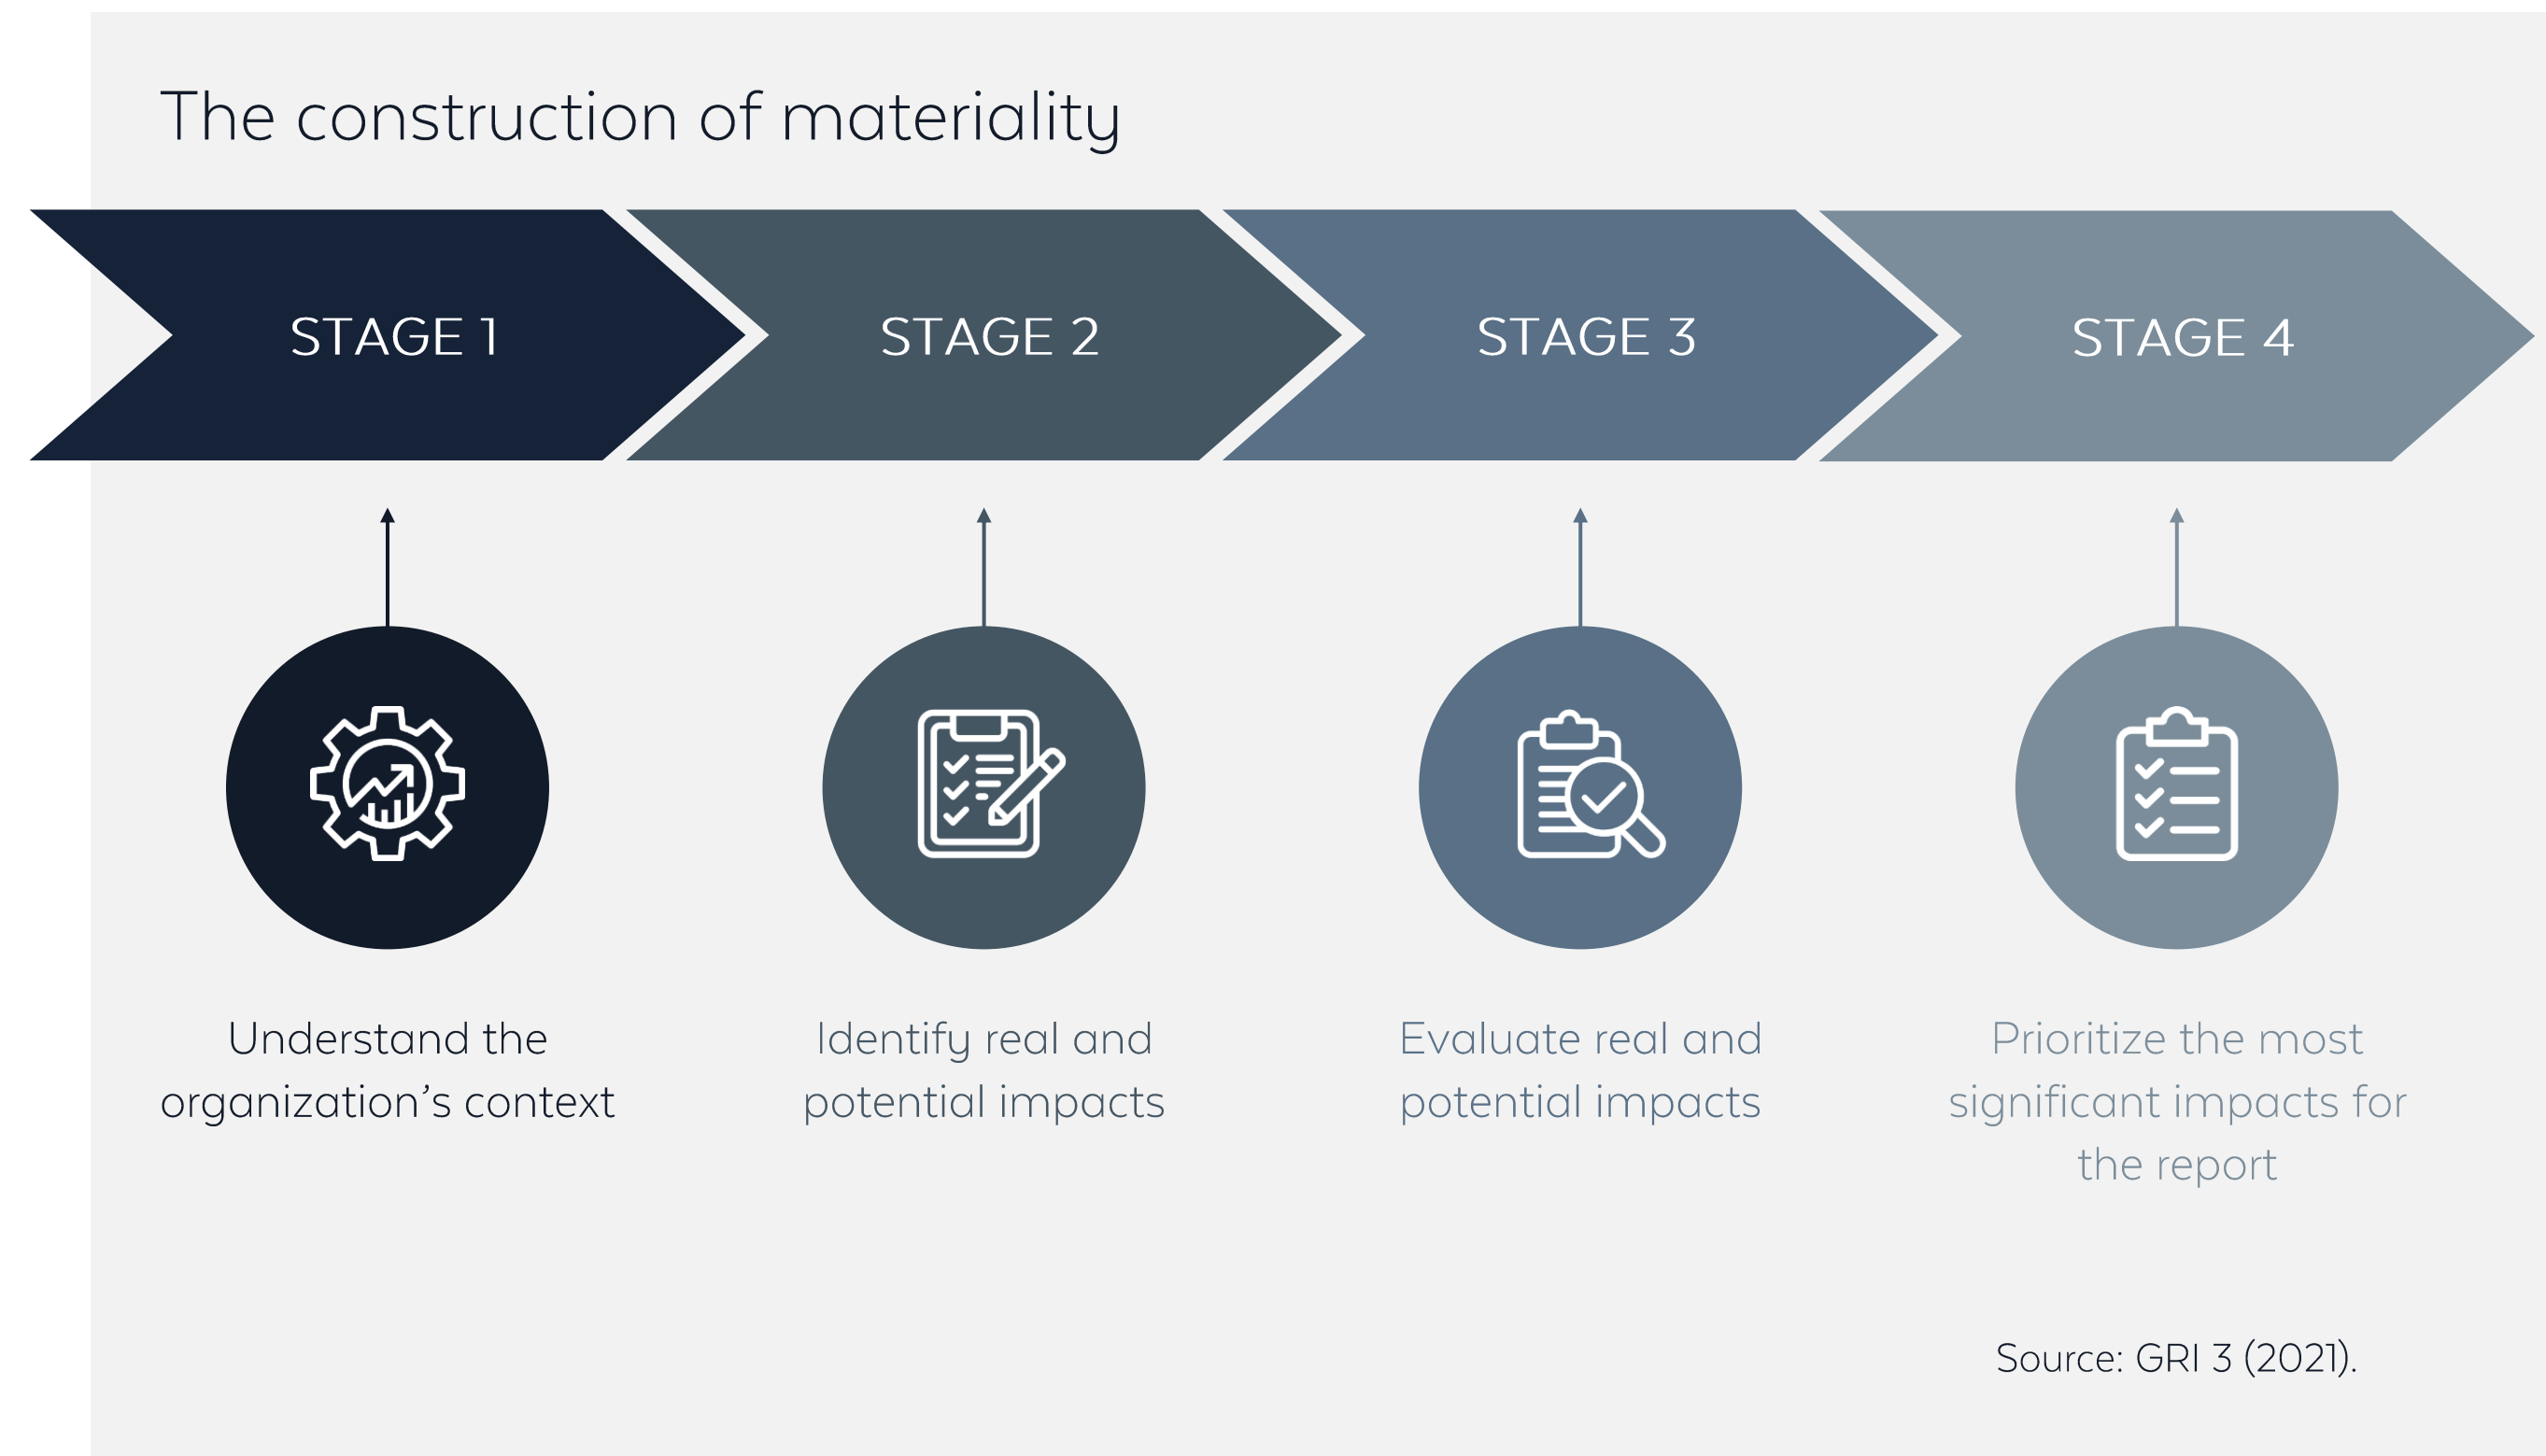 The construction of materiality
STAGE 1
STAGE 2
STAGE 3
STAGE 4
Understand the
organization’s context
Identify real and
potential impacts
Evaluate real and
potential impacts
Prioritize the most
significant impacts for
the report
Source: GRI 3 (2021).